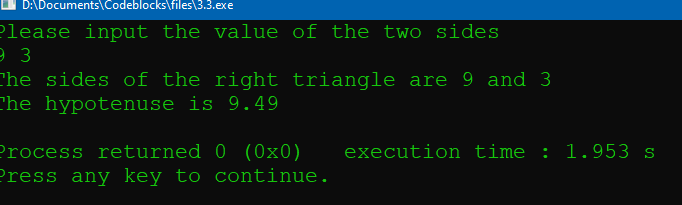 D:\Documents\Codeblocks\files\3.3.exe
Please input the value of the two sides
9 3
The sides of the right triangle are 9 and 3
The hypotenuse is 9.49
Process returned 0 (0x0)   execution time : 1.953 s
Press any key to continue.